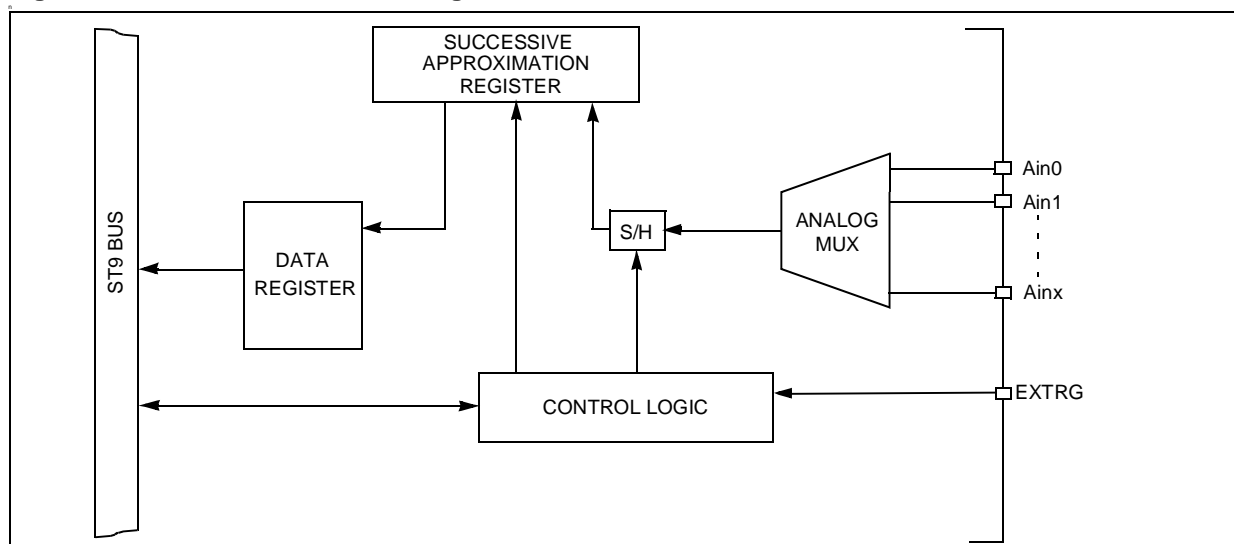 SUCCESSIVE
APPROXIMATION
REGISTER
ST9 BUS
DATA
REGISTER
S/H
ANALOG
MUX
Ain0
Ain1
Ainx
CONTROL LOGIC
EXTRG